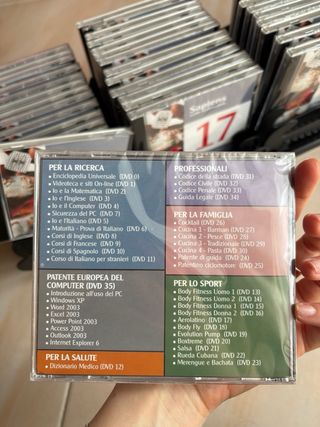 Sapiens
17
PER LA RICERCA
• Enciclopedia Universale (DVD 0)
• Videoteca e siti On-line (DVD 1)
• Io e la Matematica (DVD 2)
• Io e l'Inglese (DVD 3)
• Io e il Computer (DVD 4)
• Sicurezza del PC (DVD 7)
• Io e l'Italiano (DVD 5)
• Maturità - Prova di Italiano (DVD 6)
• Corsi di Inglese (DVD 8)
• Corsi di Francese (DVD 9)
• Corsi di Spagnolo (DVD 10)
• Corso di Italiano per stranieri (DVD 11)
PATENTE EUROPEA DEL
COMPUTER (DVD 35)
• Introduzione all'uso del PC
• Windows XP
• Word 2003
• Excel 2003
• Power Point 2003
• Access 2003
• Outlook 2003
• Internet Explorer 6
PER LA SALUTE
• Dizionario Medico (DVD 12)
PROFESSIONALI
• Codice della strada (DVD 31)
• Codice Civile (DVD 32)
• Codice Penale (DVD 33)
• Guida Legale (DVD 34)
PER LA FAMIGLIA
• Cocktail (DVD 26)
• Cucina 1 - Barman (DVD 27)
• Cucina 2 - Pesce (DVD 28)
• Cucina 3 - Tradizionale (DVD 29)
• Cucina 4 - Pasta (DVD 30)
• Patente di guida (DVD 24)
• Patentino ciclomotore (DVD 25)
PER LO SPORT
• Body Fitness Uomo 1 (DVD 13)
• Body Fitness Uomo 2 (DVD 14)
• Body Fitness Donna 1 (DVD 15)
• Body Fitness Donna 2 (DVD 16)
• Aerolatino (DVD 17)
• Body Fly (DVD 18)
• Evolution Pump (DVD 19)
• Boxtreme (DVD 20)
• Salsa (DVD 21)
• Rueda Cubana (DVD 22)
• Merengue e Bachata (DVD 23)